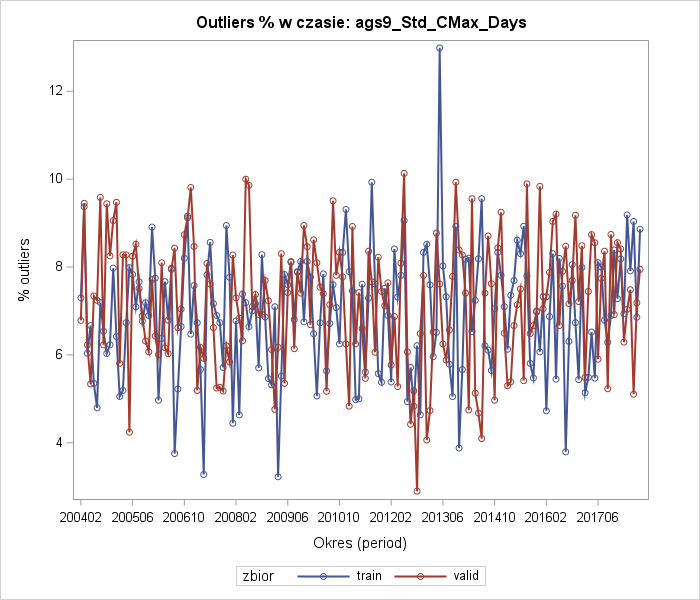 Outliers % w czasie: ags9_Std_CMax_Days
% outliers
12
10
8
6
4
200402 200506 200610 200802 200906 201010 201202 201306 201410 201602 201706
Okres (period)
zbior train valid